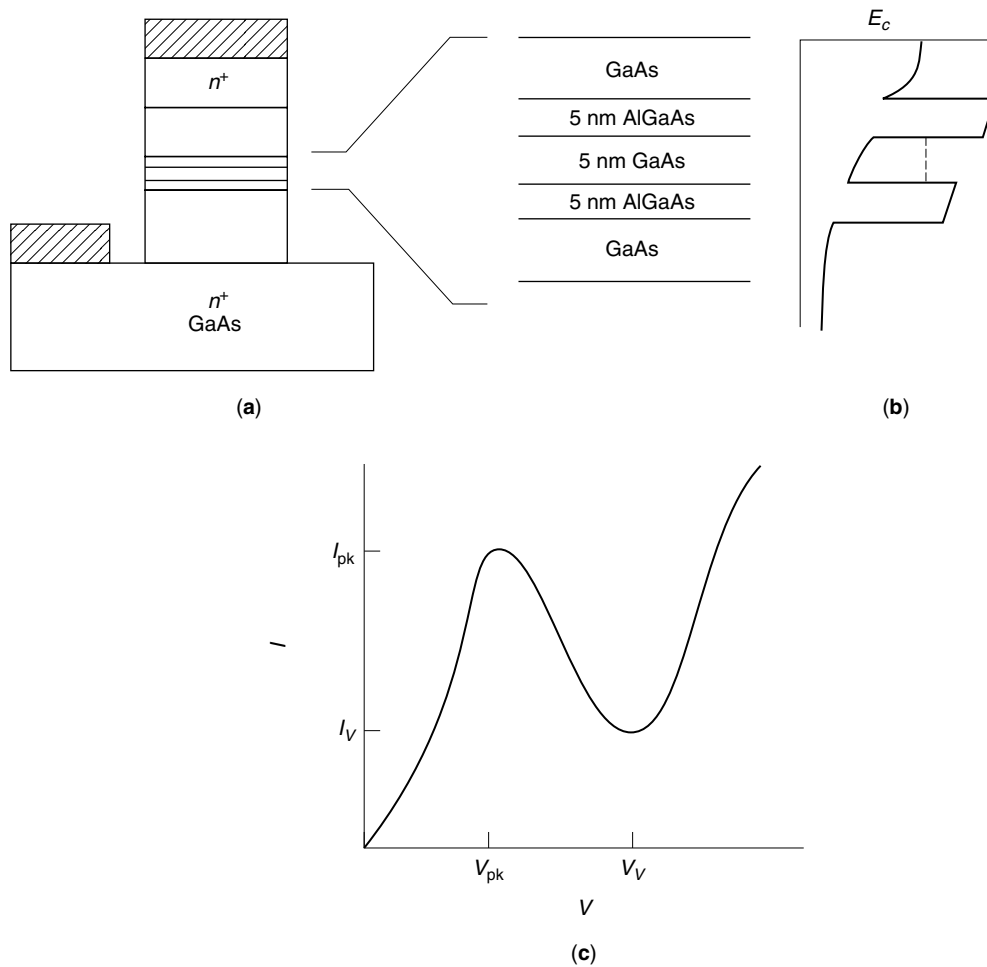 n+
n+
GaAs
(a)
GaAs
5 nm AlGaAs
5 nm GaAs
5 nm AlGaAs
GaAs
Ec
(b)
Ipk
I
IV
Vpk
VV
V
(c)